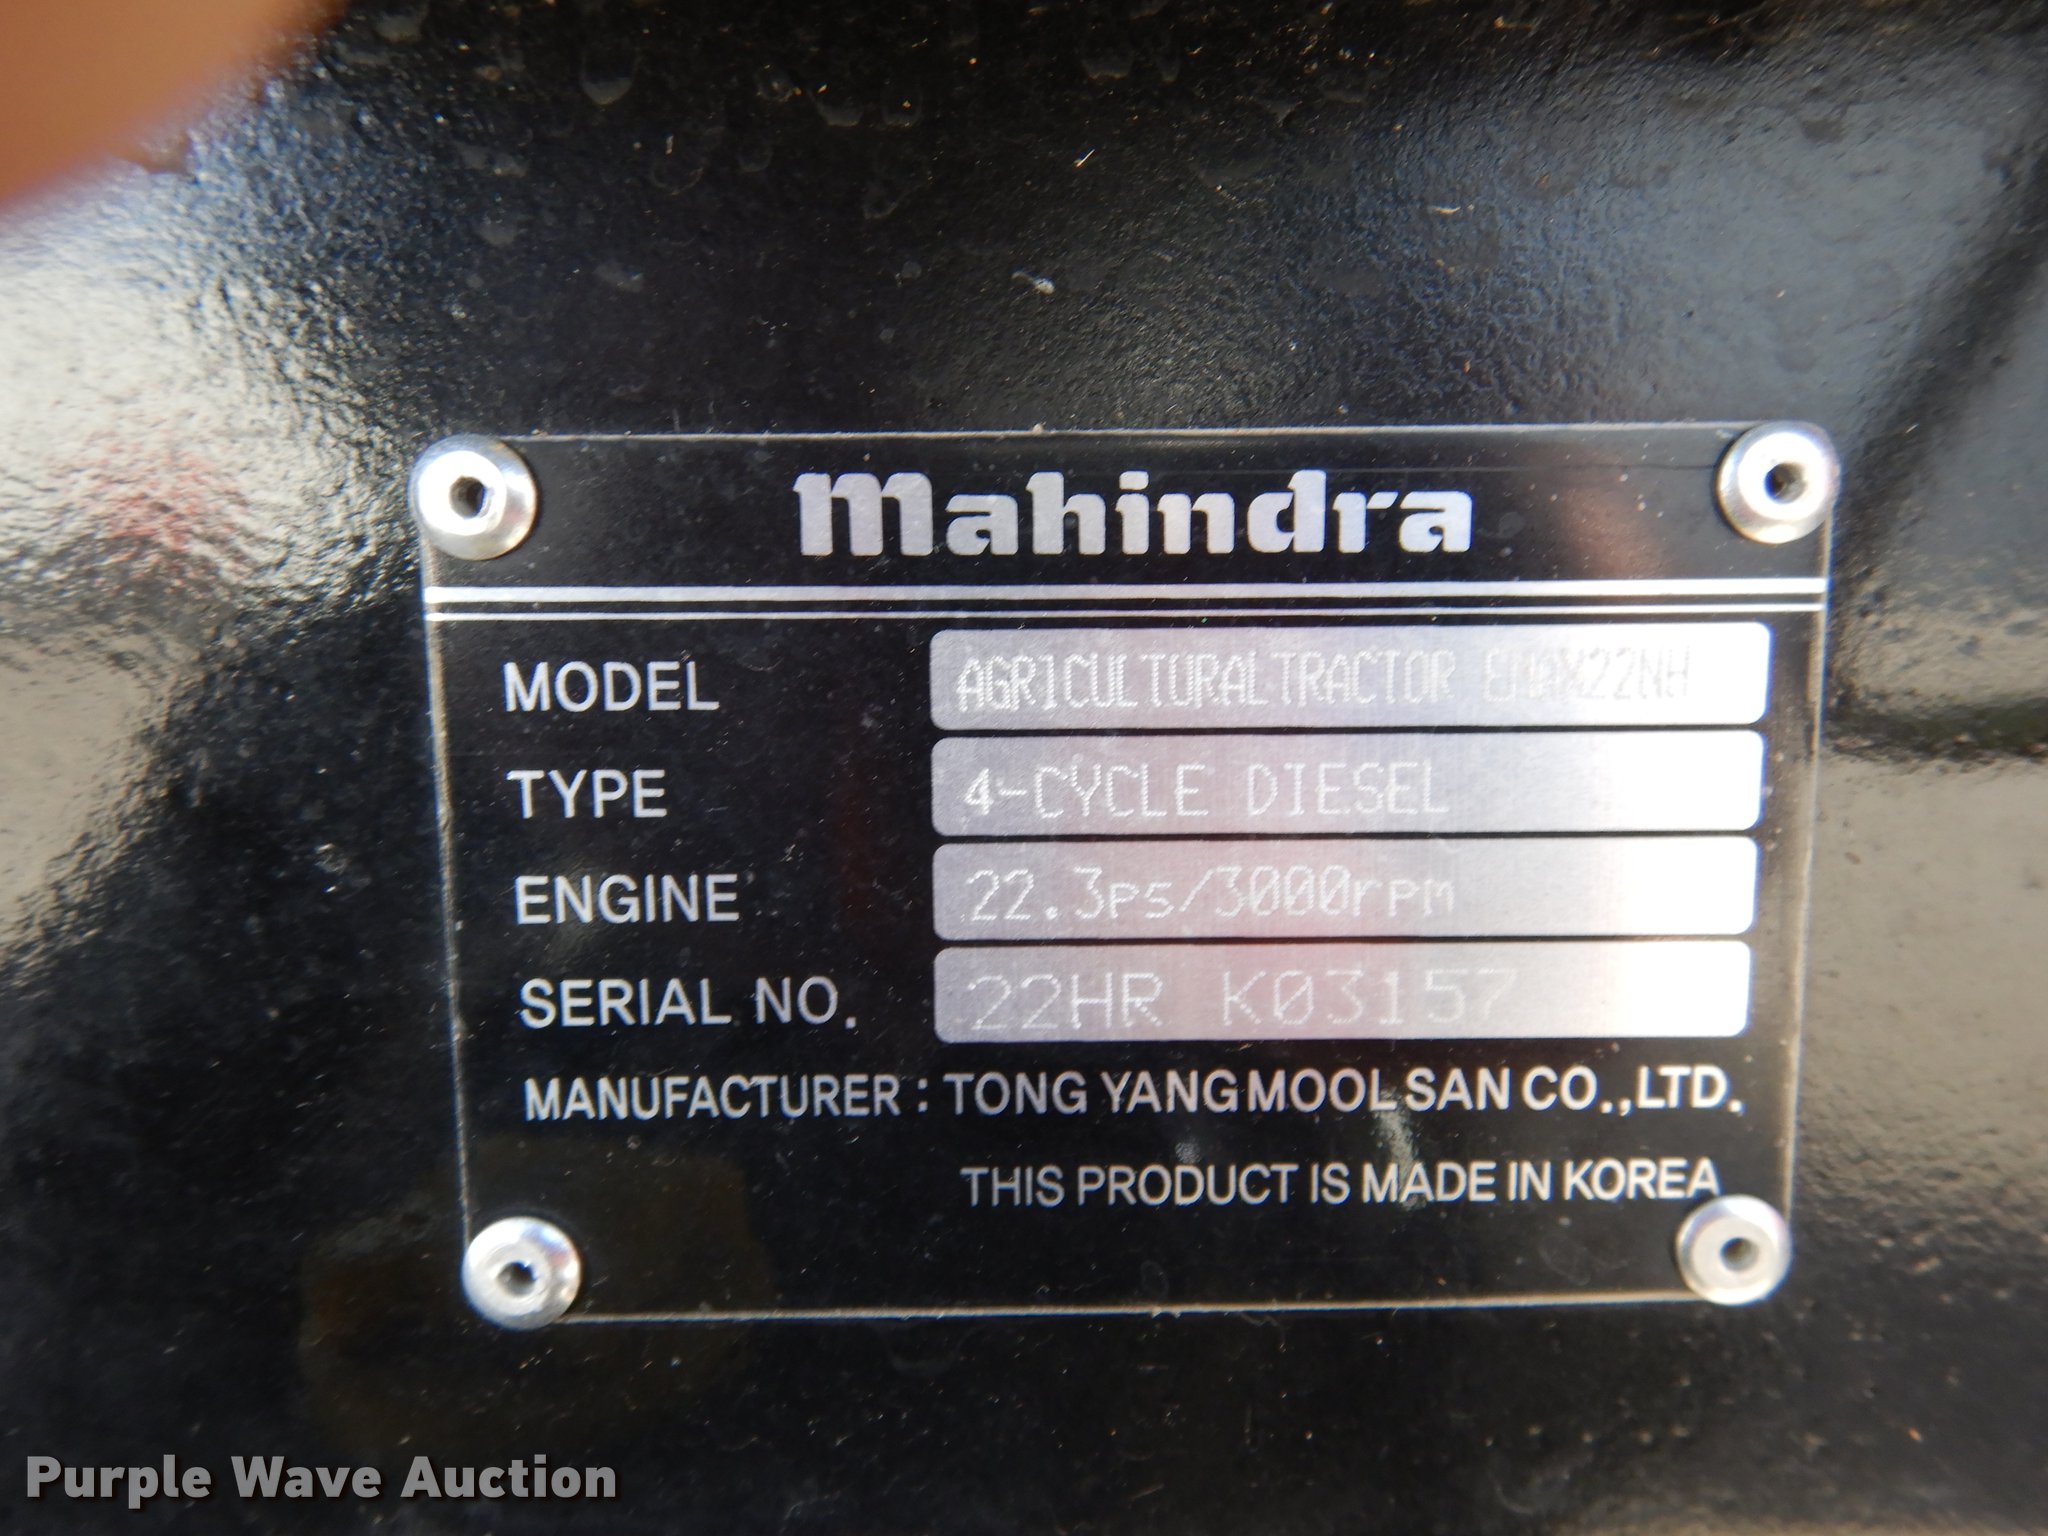 mahindra
MODEL AGRICULTURALTRACTOR EMAX22NH
TYPE 4-CYCLE DIESEL
ENGINE 22.3ps/3000rpm
SERIAL NO. 22HR K03157
MANUFACTURER : TONG YANG MOOL SAN CO.,LTD.
THIS PRODUCT IS MADE IN KOREA
Purple Wave Auction